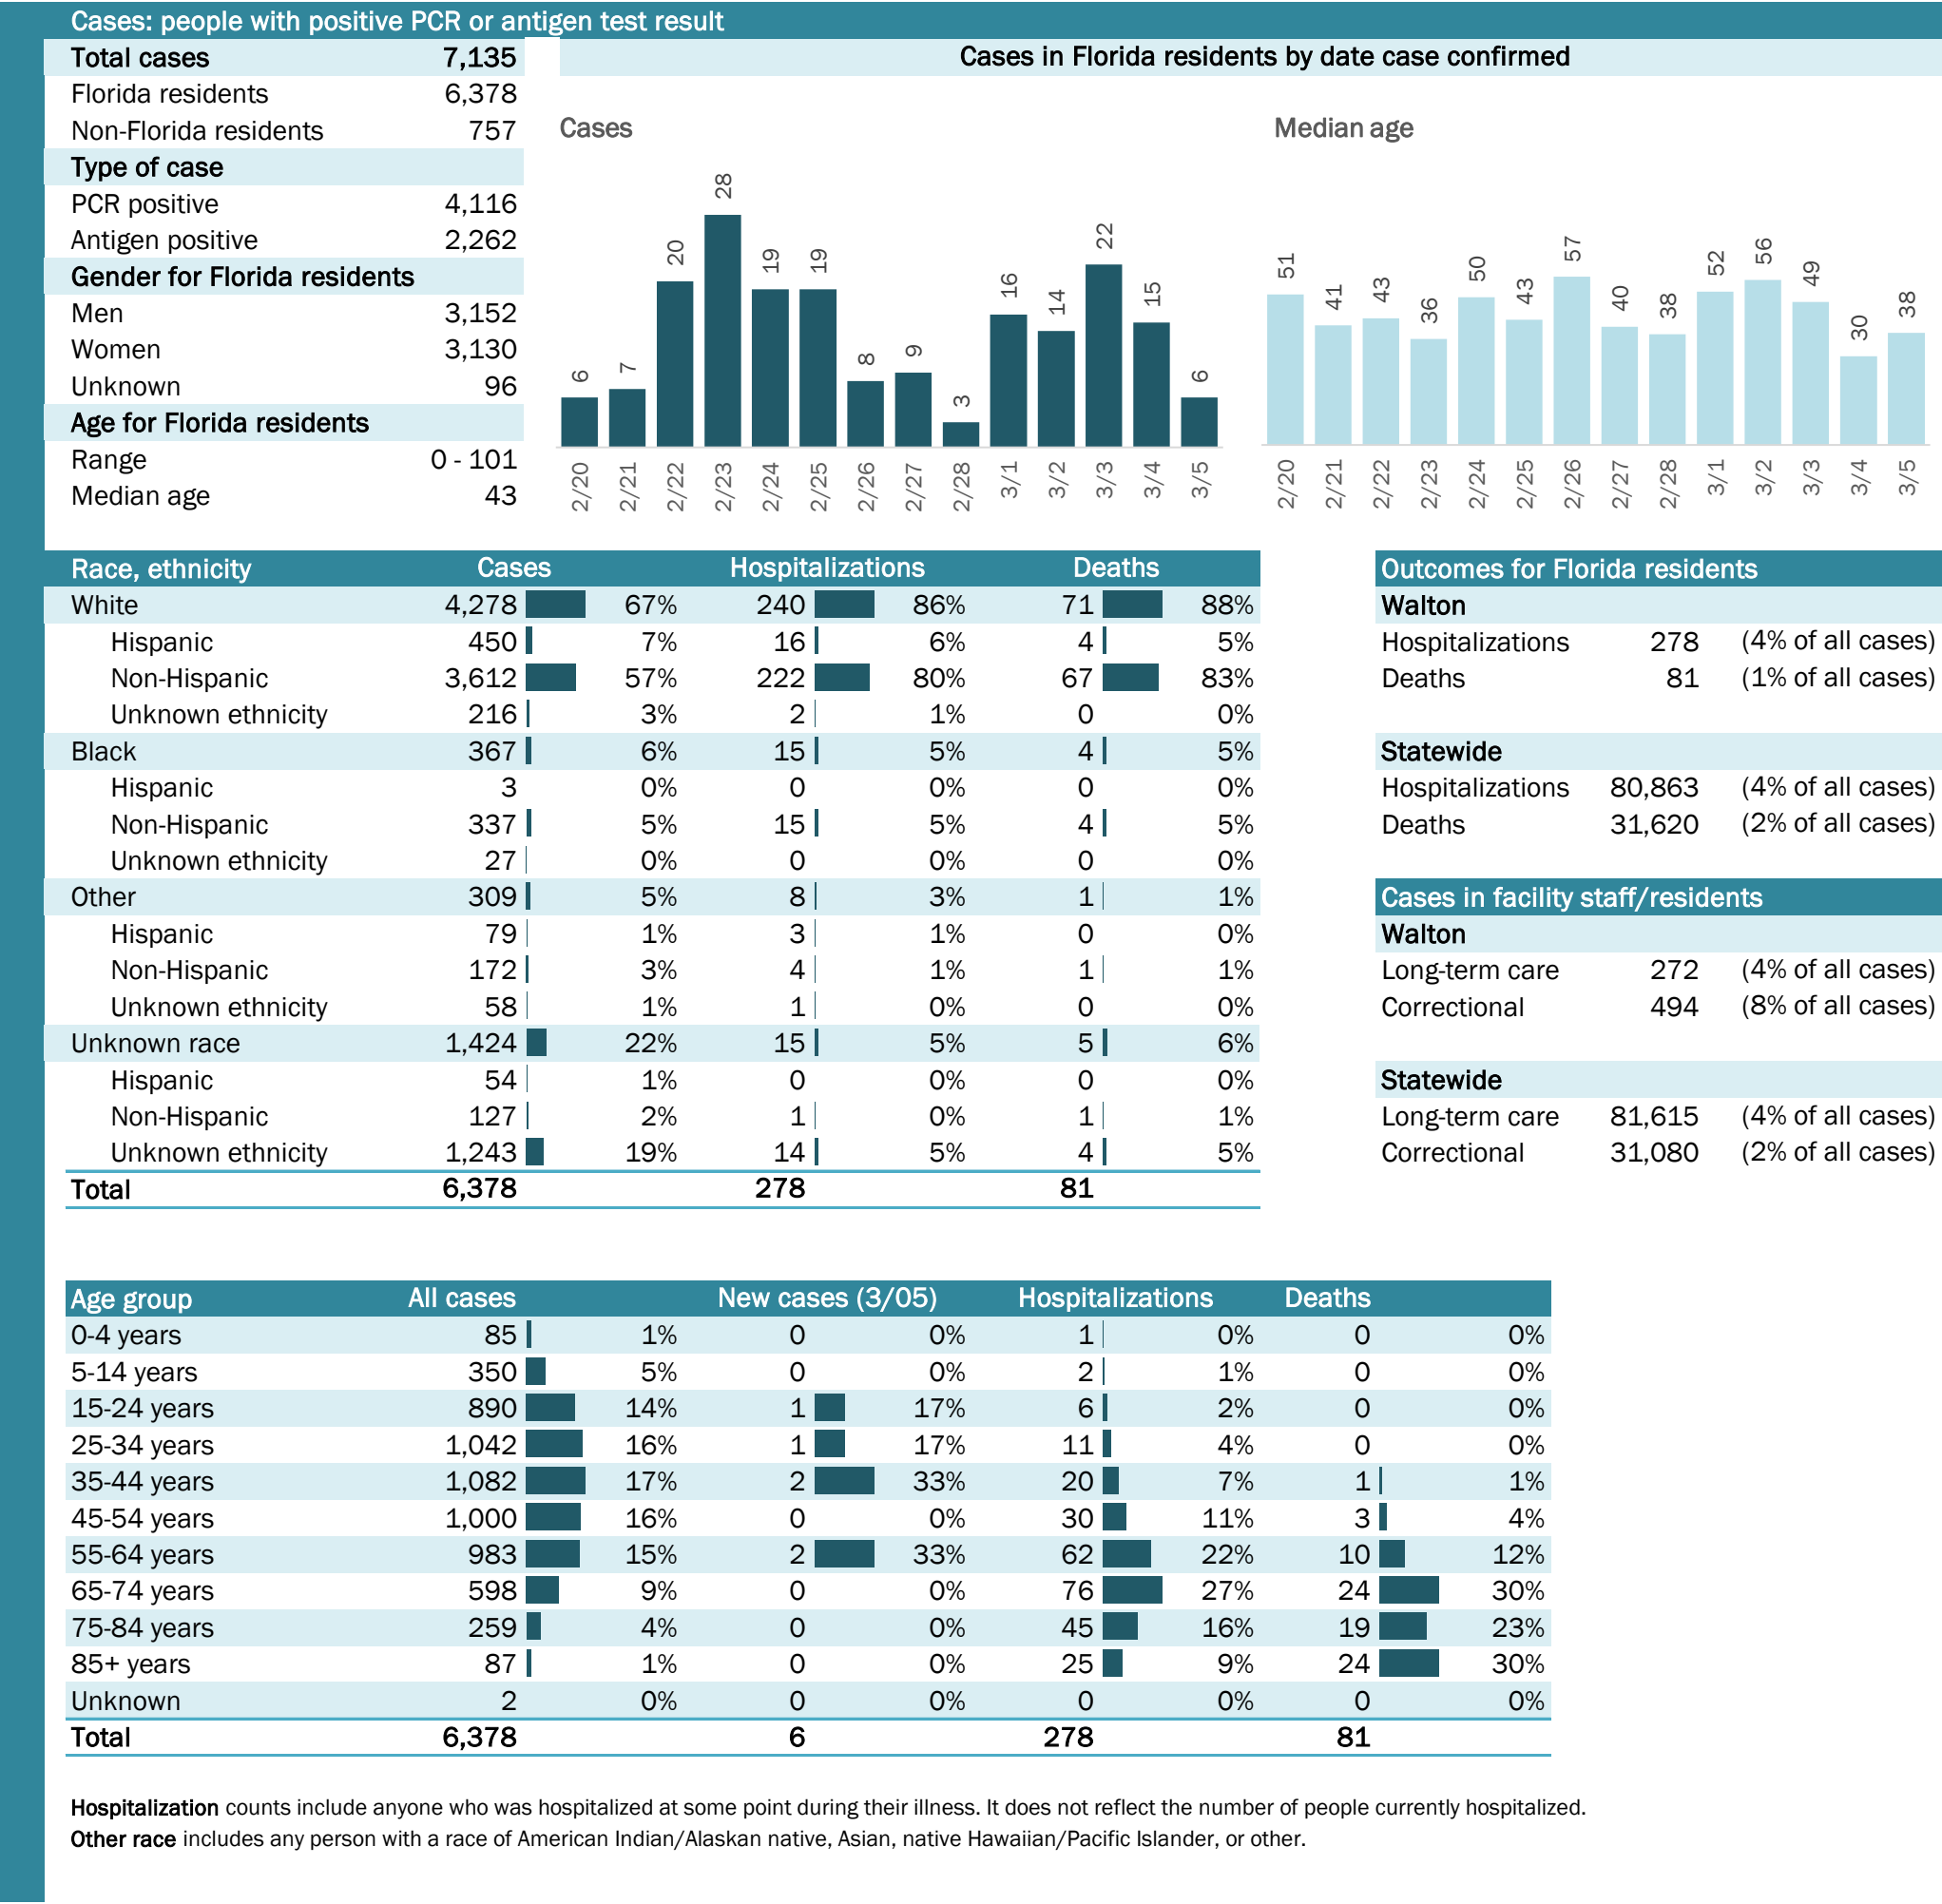 Cases: people with positive PCR or antigen test result
Total cases 7,135
Florida residents 6,378
Non-Florida residents 757
Type of case
PCR positive 4,116
Antigen positive 2,262
Gender for Florida residents
Men 3,152
Women 3,130
Unknown 96
Age for Florida residents
Range 0 - 101
Median age 43
Cases in Florida residents by date case confirmed
Cases
6 7 20 28 19 19 8 9 3 16 14 22 15 6
2/20 2/21 2/22 2/23 2/24 2/25 2/26 2/27 2/28 3/1 3/2 3/3 3/4 3/5
Median age
51 41 43 36 50 43 57 40 38 52 56 49 30 38
2/20 2/21 2/22 2/23 2/24 2/25 2/26 2/27 2/28 3/1 3/2 3/3 3/4 3/5
Race, ethnicity Cases Hospitalizations Deaths
White 4,278 67% 240 86% 71 88%
Hispanic 450 7% 16 6% 4 5%
Non-Hispanic 3,612 57% 222 80% 67 83%
Unknown ethnicity 216 3% 2 1% 0 0%
Black 367 6% 15 5% 4 5%
Hispanic 3 0% 0 0% 0 0%
Non-Hispanic 337 5% 15 5% 4 5%
Unknown ethnicity 27 0% 0 0% 0 0%
Other 309 5% 8 3% 1 1%
Hispanic 79 1% 3 1% 0 0%
Non-Hispanic 172 3% 4 1% 1 1%
Unknown ethnicity 58 1% 1 0% 0 0%
Unknown race 1,424 22% 15 5% 5 6%
Hispanic 54 1% 0 0% 0 0%
Non-Hispanic 127 2% 1 0% 1 1%
Unknown ethnicity 1,243 19% 14 5% 4 5%
Total 6,378 278 81
Outcomes for Florida residents
Walton
Hospitalizations 278 (4% of all cases)
Deaths 81 (1% of all cases)
Statewide
Hospitalizations 80,863 (4% of all cases)
Deaths 31,620 (2% of all cases)
Cases in facility staff/residents
Walton
Long-term care 272 (4% of all cases)
Correctional 494 (8% of all cases)
Statewide
Long-term care 81,615 (4% of all cases)
Correctional 31,080 (2% of all cases)
Age group All cases New cases (3/05) Hospitalizations Deaths
0-4 years 85 1% 0 0% 1 0% 0 0%
5-14 years 350 5% 0 0% 2 1% 0 0%
15-24 years 890 14% 1 17% 6 2% 0 0%
25-34 years 1,042 16% 1 17% 11 4% 0 0%
35-44 years 1,082 17% 2 33% 20 7% 1 1%
45-54 years 1,000 16% 0 0% 30 11% 3 4%
55-64 years 983 15% 2 33% 62 22% 10 12%
65-74 years 598 9% 0 0% 76 27% 24 30%
75-84 years 259 4% 0 0% 45 16% 19 23%
85+ years 87 1% 0 0% 25 9% 24 30%
Unknown 2 0% 0 0% 0 0% 0 0%
Total 6,378 6 278 81
Hospitalization counts include anyone who was hospitalized at some point during their illness. It does not reflect the number of people currently hospitalized.
Other race includes any person with a race of American Indian/Alaskan native, Asian, native Hawaiian/Pacific Islander, or other.